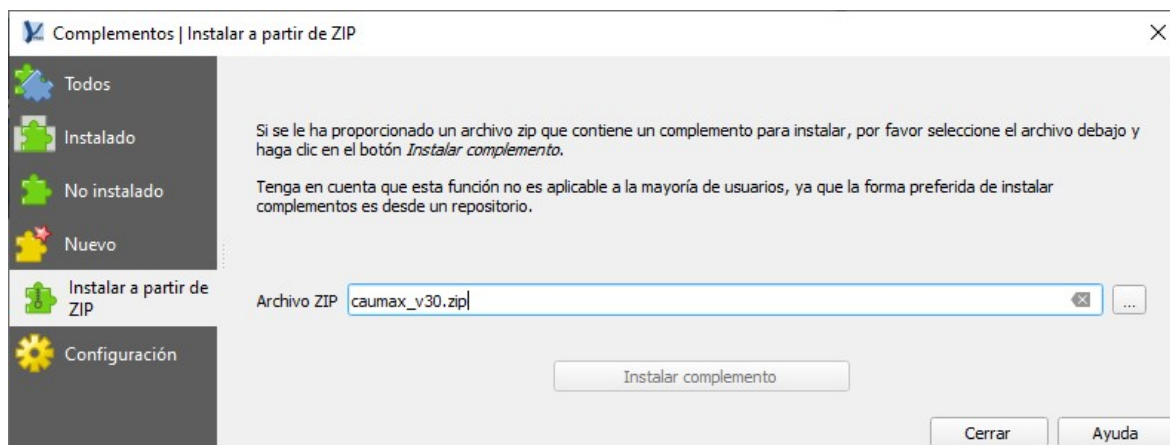 Complementos | Instalar a partir de ZIP
Todos
Instalado
No instalado
Nuevo
Instalar a partir de
ZIP
Configuración
Si se le ha proporcionado un archivo zip que contiene un complemento para instalar, por favor seleccione el archivo debajo y
haga clic en el botón Instalar complemento.
Tenga en cuenta que esta función no es aplicable a la mayoría de usuarios, ya que la forma preferida de instalar
complementos es desde un repositorio.
Archivo ZIP caumax_v30.zip ...
Instalar complemento
Cerrar Ayuda